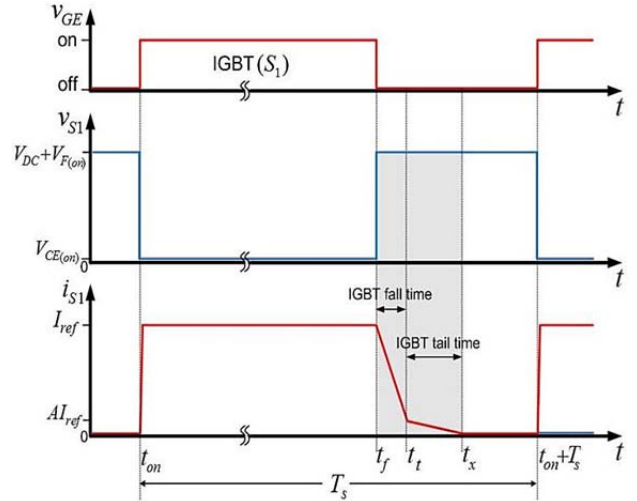 v_GE
on
IGBT(S_1)
off
t
v_S1
V_DC+V_F(on)
V_CE(on)
0
t
i_S1
IGBT fall time
I_ref
IGBT tail time
AI_ref
0
t
t_on t_f t_t t_x t_on+T_s
T_s